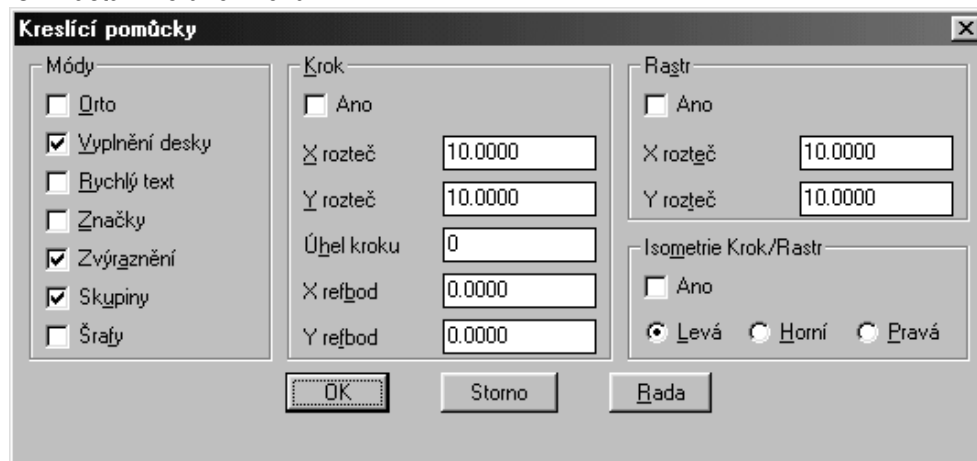 Kreslící pomůcky
Módy
Orto
Vyplnění desky
Rychlý text
Značky
Zvýraznění
Skupiny
Šrafy
Krok
Ano
X rozteč 10.0000
Y rozteč 10.0000
Úhel kroku 0
X refbod 0.0000
Y refbod 0.0000
Rastr
Ano
X rozteč 10.0000
Y rozteč 10.0000
Isometrie Krok/Rastr
Ano
Levá Horní Pravá
OK Storno Rada